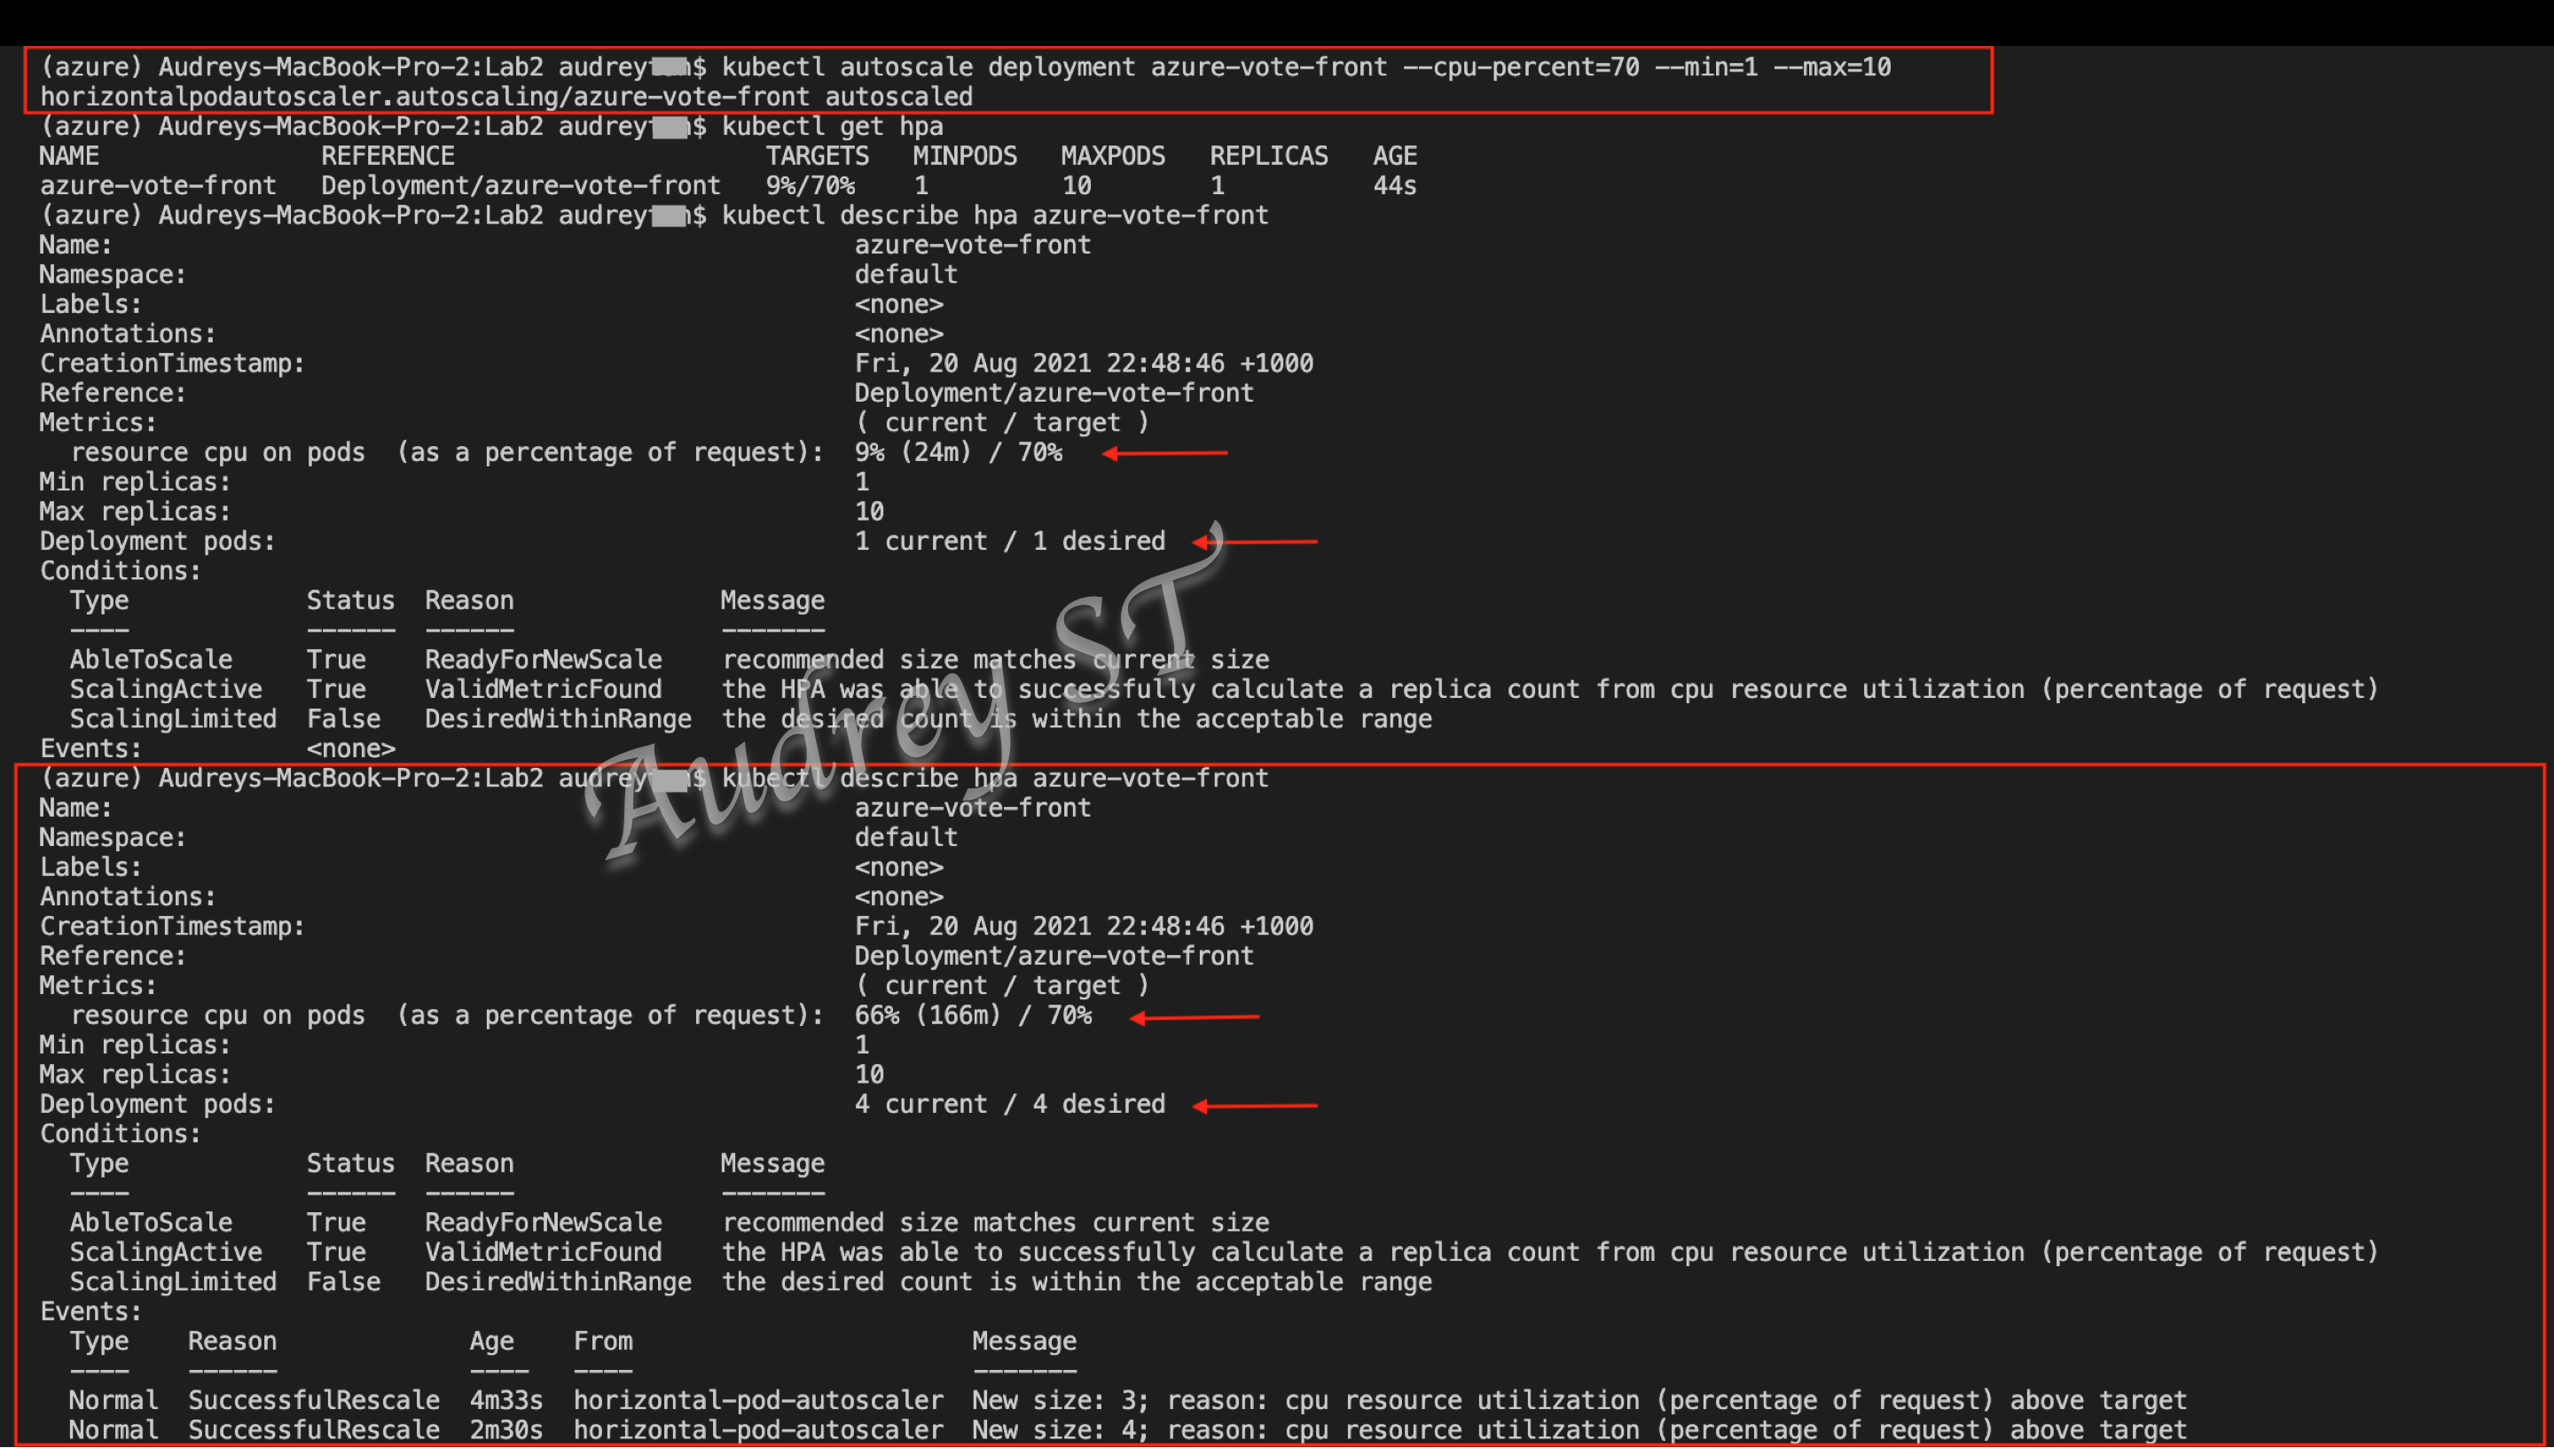 (azure) Audreys-MacBook-Pro-2:Lab2 audrey$ kubectl autoscale deployment azure-vote-front --cpu-percent=70 --min=1 --max=10
horizontalpodautoscaler.autoscaling/azure-vote-front autoscaled
(azure) Audreys-MacBook-Pro-2:Lab2 audrey$ kubectl get hpa
NAME REFERENCE TARGETS MINPODS MAXPODS REPLICAS AGE
azure-vote-front Deployment/azure-vote-front 9%/70% 1 10 1 44s
(azure) Audreys-MacBook-Pro-2:Lab2 audrey$ kubectl describe hpa azure-vote-front
Name: azure-vote-front
Namespace: default
Labels: <none>
Annotations: <none>
CreationTimestamp: Fri, 20 Aug 2021 22:48:46 +1000
Reference: Deployment/azure-vote-front
Metrics: ( current / target )
resource cpu on pods (as a percentage of request): 9% (24m) / 70%
Min replicas: 1
Max replicas: 10
Deployment pods: 1 current / 1 desired
Conditions:
Type Status Reason Message
---- ------ ------ -------
AbleToScale True ReadyForNewScale recommended size matches current size
ScalingActive True ValidMetricFound the HPA was able to successfully calculate a replica count from cpu resource utilization (percentage of request)
ScalingLimited False DesiredWithinRange the desired count is within the acceptable range
Events: <none>
(azure) Audreys-MacBook-Pro-2:Lab2 audrey$ kubectl describe hpa azure-vote-front
Name: azure-vote-front
Namespace: default
Labels: <none>
Annotations: <none>
CreationTimestamp: Fri, 20 Aug 2021 22:48:46 +1000
Reference: Deployment/azure-vote-front
Metrics: ( current / target )
resource cpu on pods (as a percentage of request): 66% (166m) / 70%
Min replicas: 1
Max replicas: 10
Deployment pods: 4 current / 4 desired
Conditions:
Type Status Reason Message
---- ------ ------ -------
AbleToScale True ReadyForNewScale recommended size matches current size
ScalingActive True ValidMetricFound the HPA was able to successfully calculate a replica count from cpu resource utilization (percentage of request)
ScalingLimited False DesiredWithinRange the desired count is within the acceptable range
Events:
Type Reason Age From Message
---- ------ ---- ---- -------
Normal SuccessfulRescale 4m33s horizontal-pod-autoscaler New size: 3; reason: cpu resource utilization (percentage of request) above target
Normal SuccessfulRescale 2m30s horizontal-pod-autoscaler New size: 4; reason: cpu resource utilization (percentage of request) above target
Audrey ST